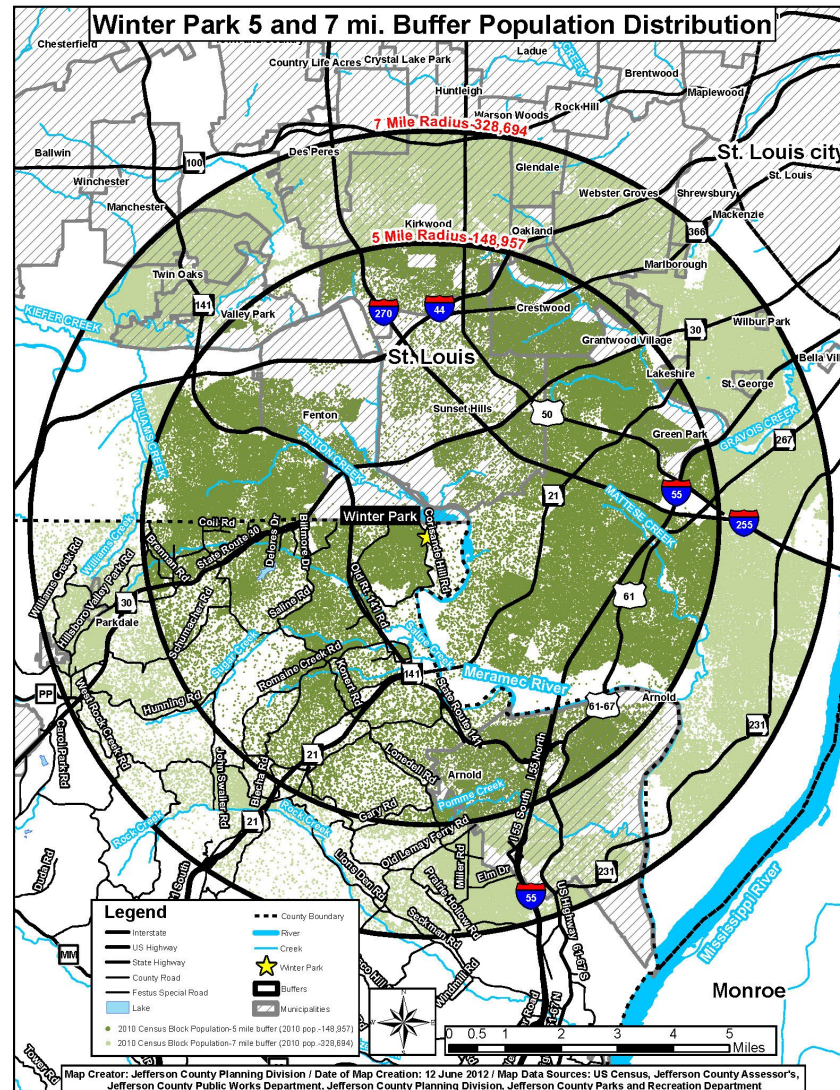 Winter Park 5 and 7 mi. Buffer Population Distribution
Chesterfield
Country Life Acres
Crystal Lake Park
Ladue
CREEK
Huntleigh
Brentwood
Maplewood
Warson Woods
Rock Hill
7 Mile Radius-328,694
Ballwin
100
Des Peres
Glendale
St. Louis city
St. Louis
Winchester
Manchester
Webster Groves
Shrewsbury
Mackenzie
Kirkwood
Oakland
366
5 Mile Radius-148,957
Marlborough
Twin Oaks
141
Valley Park
KIEFER CREEK
270
44
Crestwood
30
Wilbur Park
Grantwood Village
St. Louis
Lakeshire
St. George
WILLIAMS CREEK
Fenton
Sunset Hills
50
Green Park
GRAVOIS CREEK
267
FENTON CREEK
21
55
MATTESE CREEK
255
Winter Park
Coil Rd
State Route 30
Delores Dr
Biltmore Dr
Corisande Hill Rd
Williams Creek
Brennan Rd
Williams Creek Rd
Hillsboro Valley Park Rd
30
Parkdale
Schumacher Rd
Saline Rd
Old Rt 141 Rd
Saline Creek
61
Sugar Creek
Romaine Creek Rd
Konert Rd
141
Meramec River
State Route 141
PP
West Rock Creek Rd
Hunning Rd
61-67
Arnold
Carol Park Rd
John Sweller Rd
Blecha Rd
21
Lonedell Rd
Arnold
I 55 North
I 55 South
231
Pomme Creek
Gary Rd
Rock Creek
21
Rock Creek
Old Lemay Ferry Rd
Lions Den Rd
Miller Rd
Elm Dr
231
Duda Rd
Prairie Hollow Rd
55
US Highway 61-67 S
Seckman Rd
Windmill Rd
Mississippi River
MM
Monroe
Tower Rd
Legend
Interstate
US Highway
State Highway
County Road
Festus Special Road
Lake
County Boundary
River
Creek
Winter Park
Buffers
Municipalities
2010 Census Block Population-5 mile buffer (2010 pop.-148,957)
2010 Census Block Population-7 mile buffer (2010 pop.-328,694)
N
W
E
S
0 0.5 1 2 3 4 5
Miles
Map Creator: Jefferson County Planning Division / Date of Map Creation: 12 June 2012 / Map Data Sources: US Census, Jefferson County Assessor's,
Jefferson County Public Works Department, Jefferson County Planning Division, Jefferson County Parks and Recreation Department